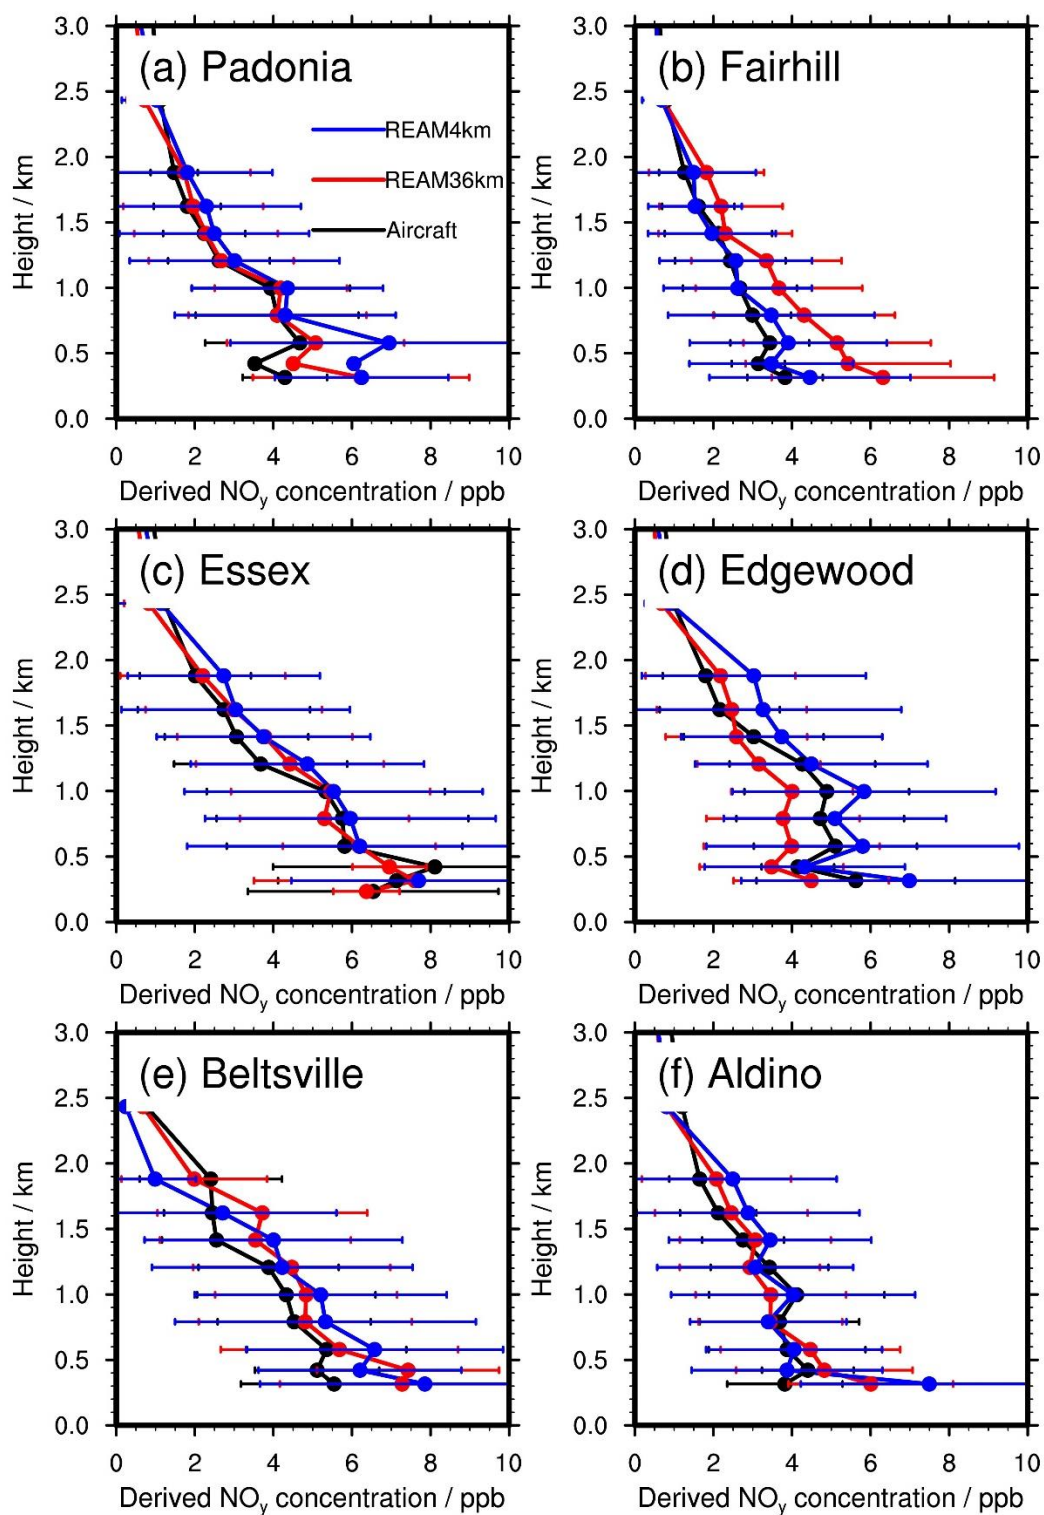 (a) Padonia
3.0
2.5
2.0
1.5
1.0
0.5
0.0
Height / km
REAM4km
REAM36km
Aircraft
0 2 4 6 8 10
Derived NOy concentration / ppb
(b) Fairhill
3.0
2.5
2.0
1.5
1.0
0.5
0.0
Height / km
0 2 4 6 8 10
Derived NOy concentration / ppb
(c) Essex
3.0
2.5
2.0
1.5
1.0
0.5
0.0
Height / km
0 2 4 6 8 10
Derived NOy concentration / ppb
(d) Edgewood
3.0
2.5
2.0
1.5
1.0
0.5
0.0
Height / km
0 2 4 6 8 10
Derived NOy concentration / ppb
(e) Beltsville
3.0
2.5
2.0
1.5
1.0
0.5
0.0
Height / km
0 2 4 6 8 10
Derived NOy concentration / ppb
(f) Aldino
3.0
2.5
2.0
1.5
1.0
0.5
0.0
Height / km
0 2 4 6 8 10
Derived NOy concentration / ppb